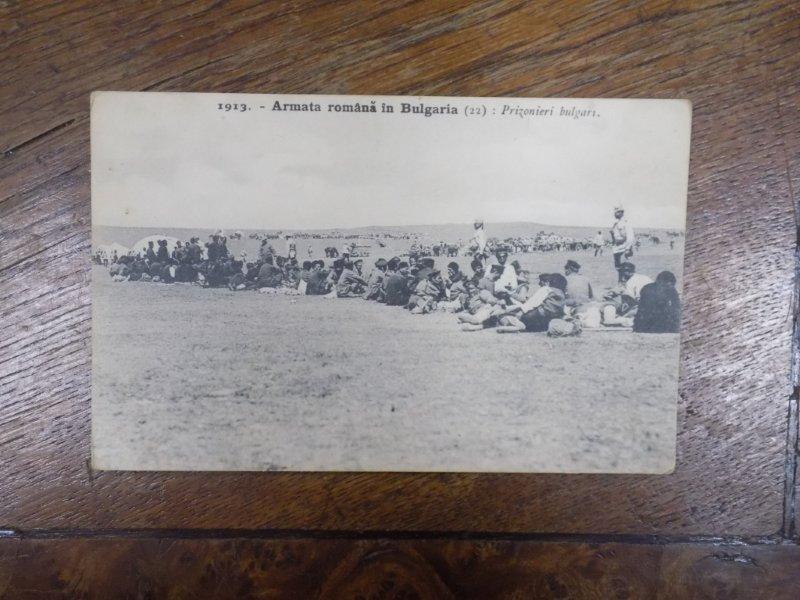 1913. - Armata română în Bulgaria (22) : Prizonieri bulgari.